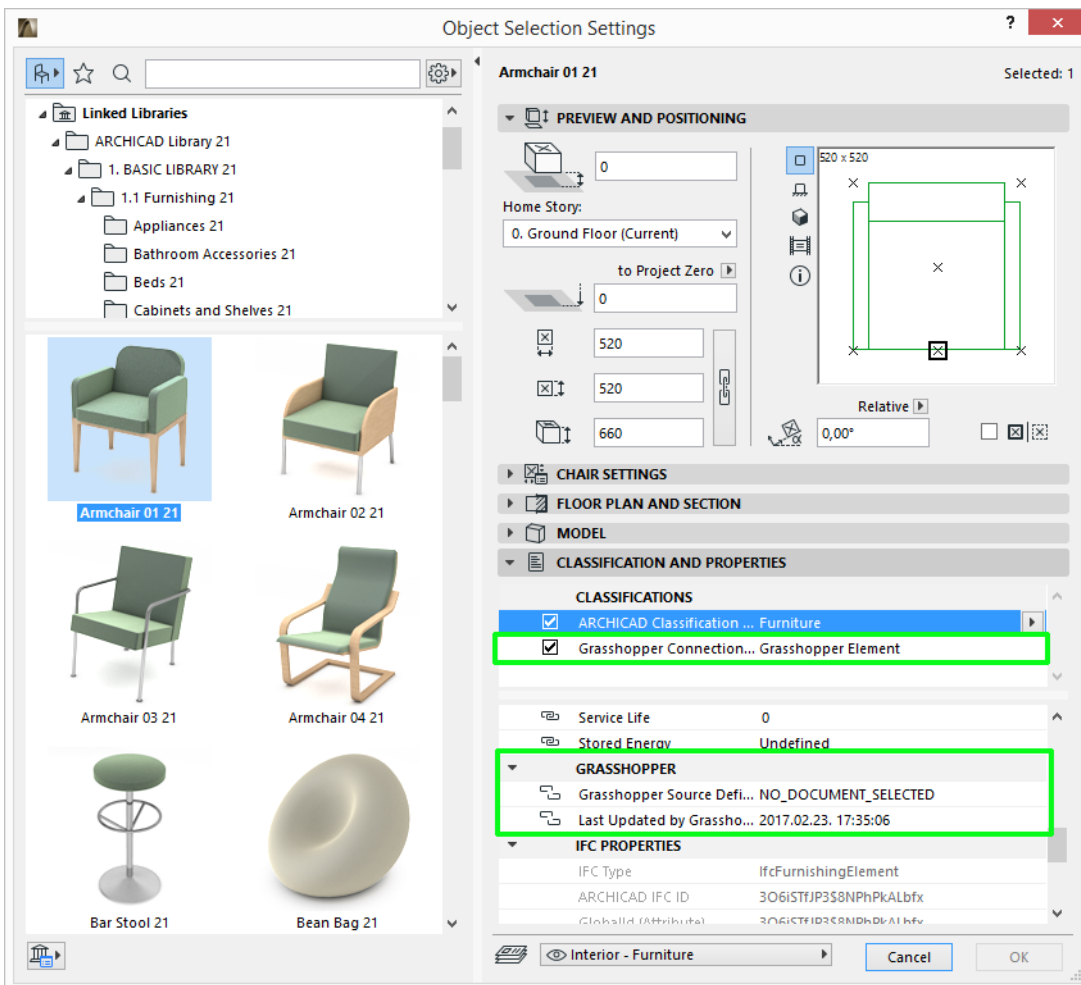 Object Selection Settings
?
Armchair 01 21
Selected: 1
Linked Libraries
ARCHICAD Library 21
1. BASIC LIBRARY 21
1.1 Furnishing 21
Appliances 21
Bathroom Accessories 21
Beds 21
Cabinets and Shelves 21
Armchair 01 21
Armchair 02 21
Armchair 03 21
Armchair 04 21
Bar Stool 21
Bean Bag 21
PREVIEW AND POSITIONING
0
Home Story:
0. Ground Floor (Current)
to Project Zero
0
520
520
660
520 x 520
Relative
α
0,00°
CHAIR SETTINGS
FLOOR PLAN AND SECTION
MODEL
CLASSIFICATION AND PROPERTIES
CLASSIFICATIONS
ARCHICAD Classification ... Furniture
Grasshopper Connection... Grasshopper Element
Service Life 0
Stored Energy Undefined
GRASSHOPPER
Grasshopper Source Defi... NO_DOCUMENT_SELECTED
Last Updated by Grassho... 2017.02.23. 17:35:06
IFC PROPERTIES
IFC Type IfcFurnishingElement
ARCHICAD IFC ID 3O6iSTfJP3$8NPhPkALbfx
GlobalId (Attribute) 3O6iSTfJP3$8NPhPkALbfx
Interior - Furniture
Cancel
OK